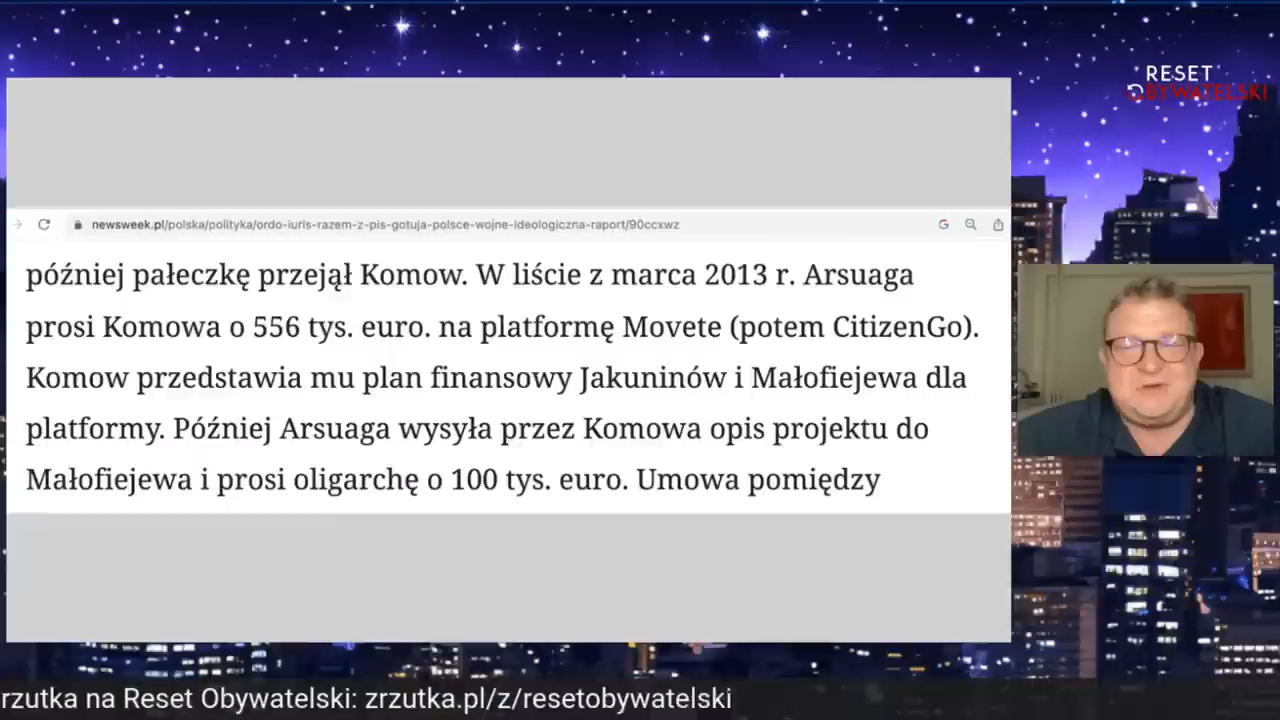 RESET
OBYWATELSKI
newsweek.pl/polska/polityka/ordo-iuris-razem-z-pis-gotuja-polsce-wojne-ideologiczna-raport/90ccxwz
później pałeczkę przejął Komow. W liście z marca 2013 r. Arsuaga
prosi Komowa o 556 tys. euro. na platformę Movete (potem CitizenGo).
Komow przedstawia mu plan finansowy Jakuninów i Małofiejewa dla
platformy. Później Arsuaga wysyła przez Komowa opis projektu do
Małofiejewa i prosi oligarchę o 100 tys. euro. Umowa pomiędzy
rzutka na Reset Obywatelski: zrzutka.pl/z/resetobywatelski